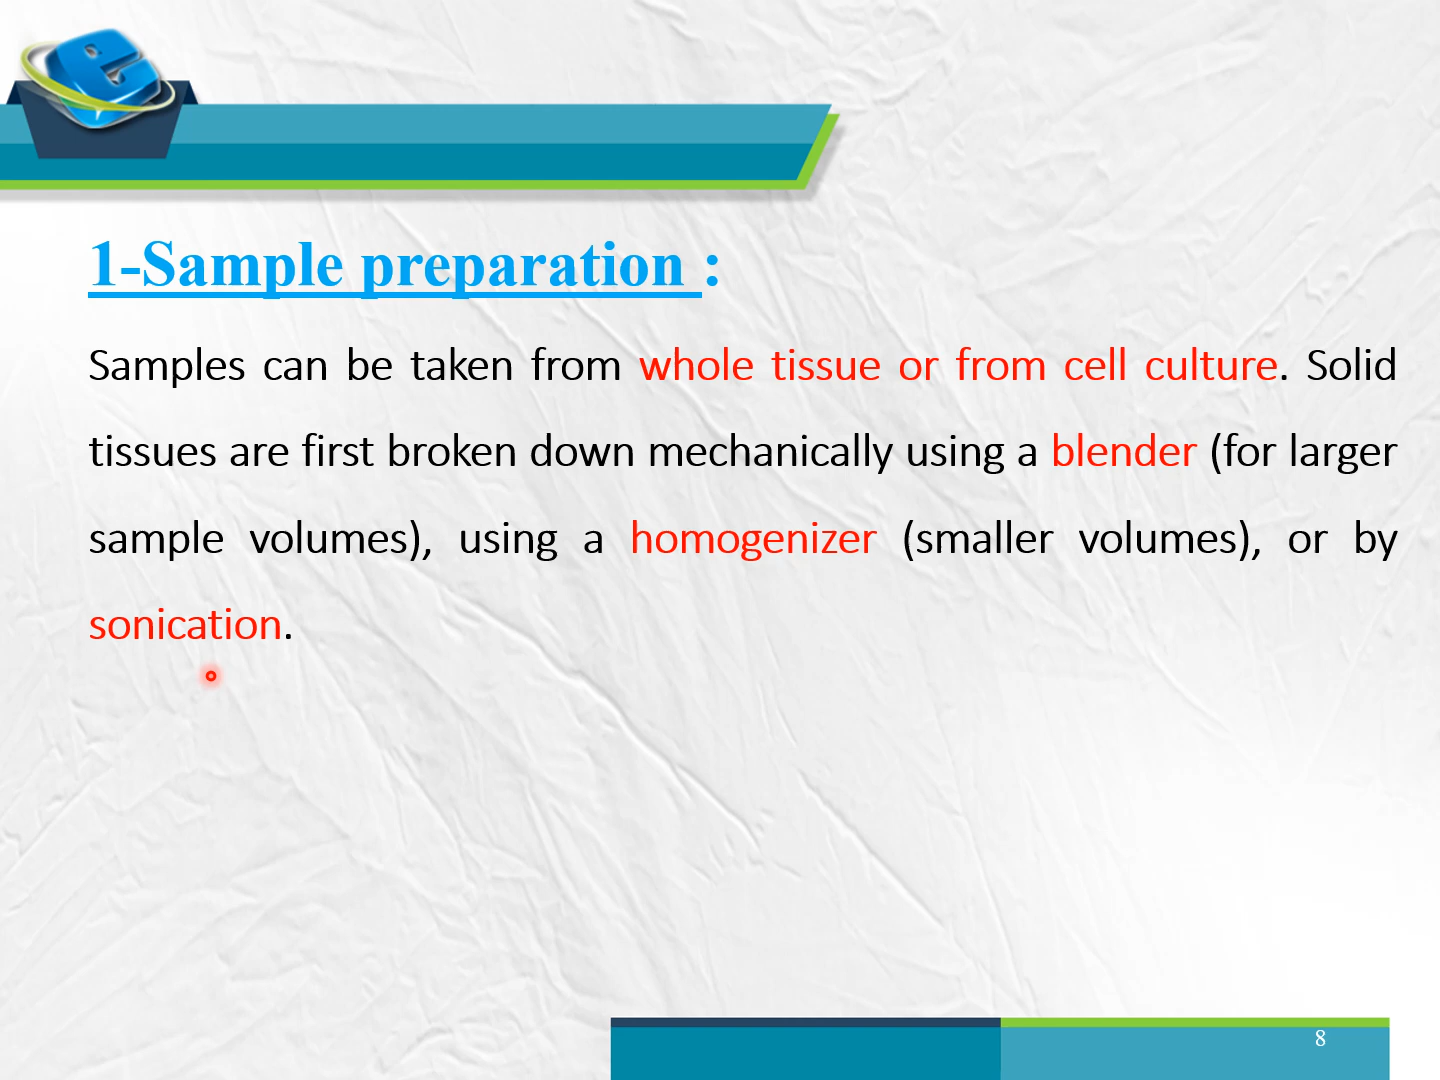 1-Sample preparation :
Samples can be taken from whole tissue or from cell culture. Solid
tissues are first broken down mechanically using a blender (for larger
sample volumes), using a homogenizer (smaller volumes), or by
sonication.
8